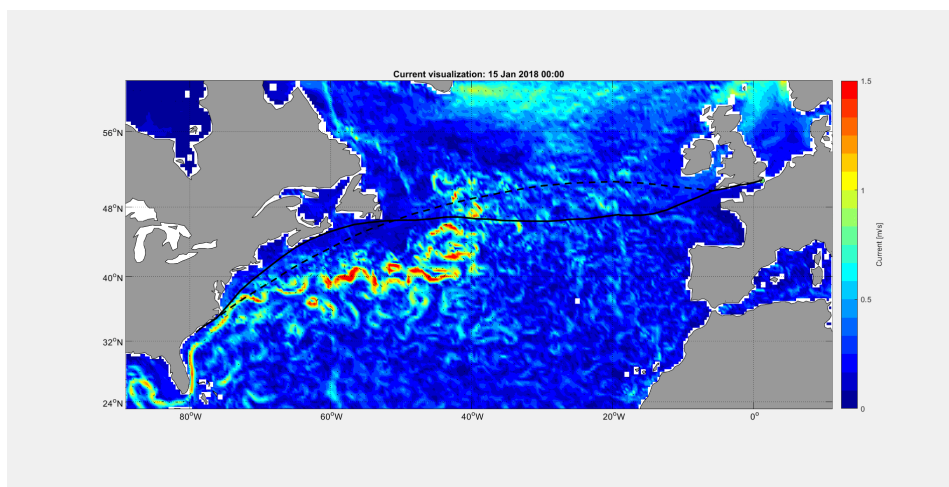 Current visualization: 15 Jan 2018 00:00
56°N
48°N
40°N
32°N
24°N
80°W
60°W
40°W
20°W
0°
1.5
1
0.5
0
Current [m/s]